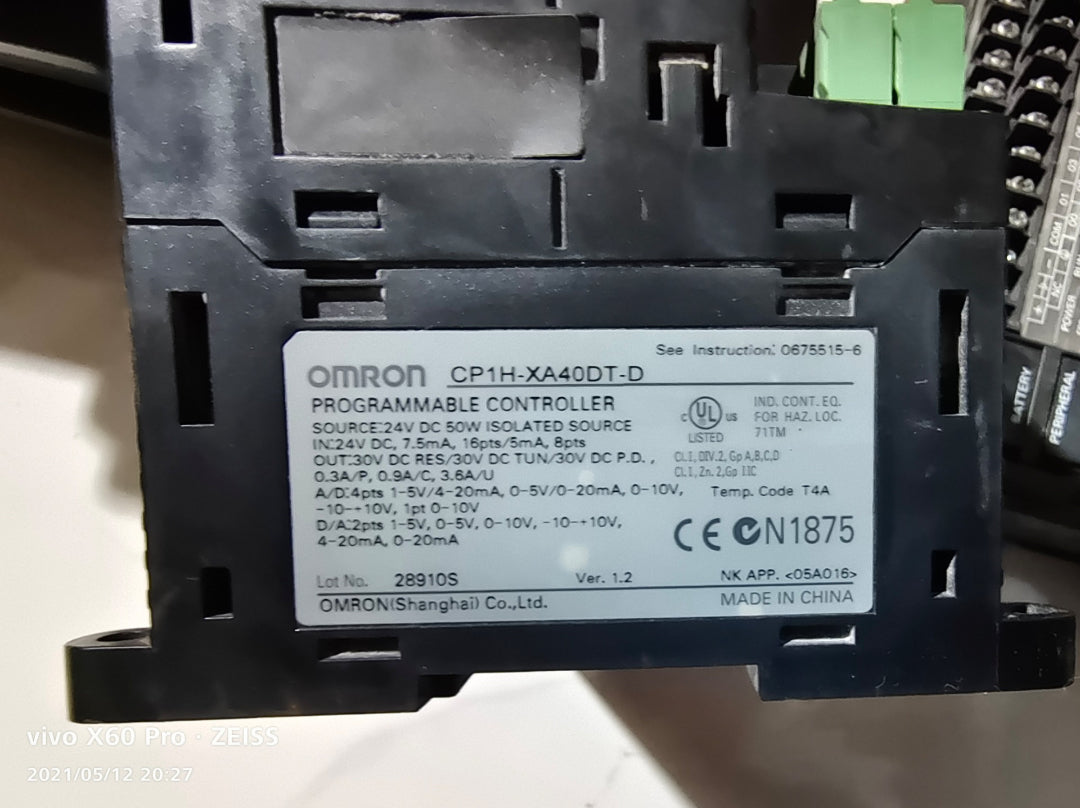 See Instruction: 0675515-6
OMRON CP1H-XA40DT-D
PROGRAMMABLE CONTROLLER
SOURCE:24V DC 50W ISOLATED SOURCE
IN:24V DC, 7.5mA, 16pts/5mA, 8pts
OUT:30V DC RES/30V DC TUN/30V DC P.D.,
0.3A/P, 0.9A/C, 3.6A/U
A/D:4pts 1-5V/4-20mA, 0-5V/0-20mA, 0-10V,
-10-+10V, 1pt 0-10V
D/A:2pts 1-5V, 0-5V, 0-10V, -10-+10V,
4-20mA, 0-20mA
c UL us
LISTED
IND. CONT. EQ.
FOR HAZ. LOC.
71TM
CL I, DIV. 2, Gp A,B,C,D
CL I, Zn. 2, Gp IIC
Temp. Code T4A
CE N1875
Lot No. 28910S Ver. 1.2 NK APP. <05A016>
OMRON(Shanghai) Co.,Ltd. MADE IN CHINA
COM 01 03
NC 00
POWER
BATTERY
PERIPHERAL
vivo X60 Pro · ZEISS
2021/05/12 20:27